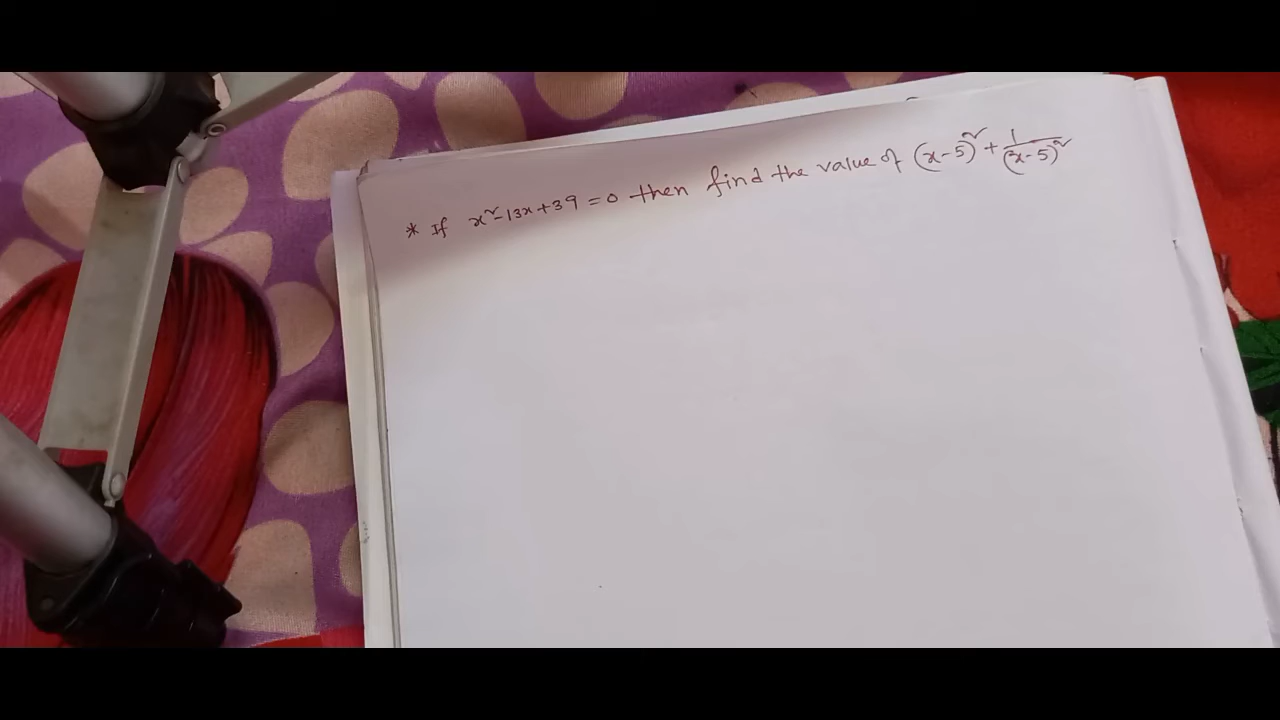 * If x²-13x+39 = 0 then find the value of (x-5)² + 1/(x-5)²